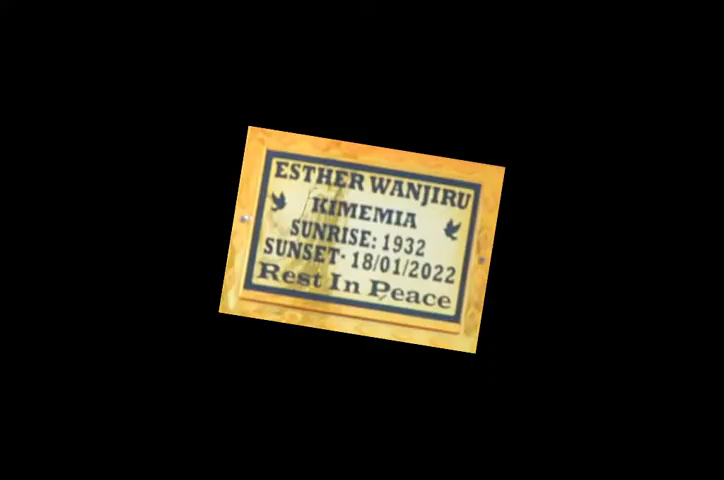 ESTHER WANJIRU
KIMEMIA
SUNRISE: 1932
SUNSET- 18/01/2022
Rest In Peace